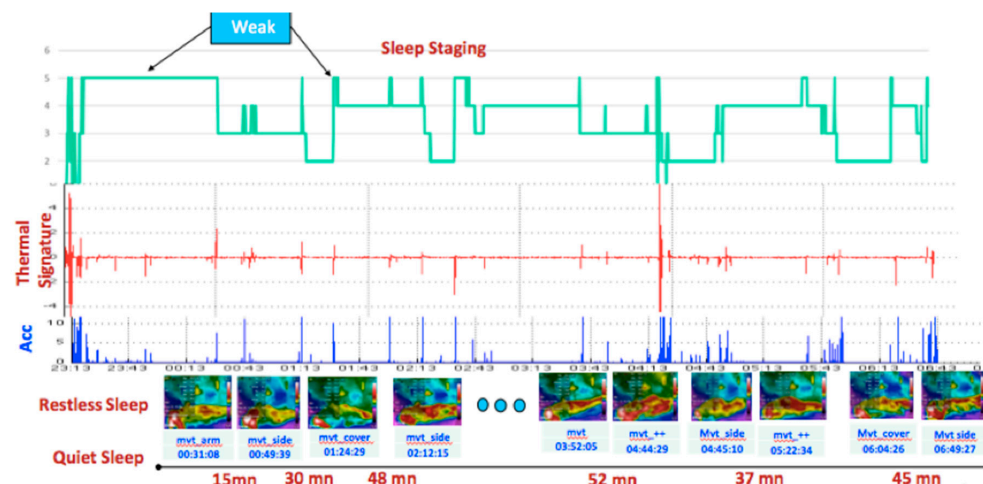 Weak
Sleep Staging
6
5
4
3
2
Thermal
Signature
Acc
10
5
0
23:13 23:43 00:13 00:43 01:13 01:43 02:13 02:43 03:13 03:43 04:13 04:43 05:13 05:43 06:13
Restless Sleep
mvt_arm mvt_side mvt_cover mvt_side mvt mvt_++ Mvt_side mvt_++ Mvt_cover Mvt side
00:31:08 00:49:39 01:24:29 02:12:15 03:52:05 04:44:29 04:45:10 05:22:34 06:04:26 06:49:27
Quiet Sleep
15mn 30 mn 48 mn 52 mn 37 mn 45 mn